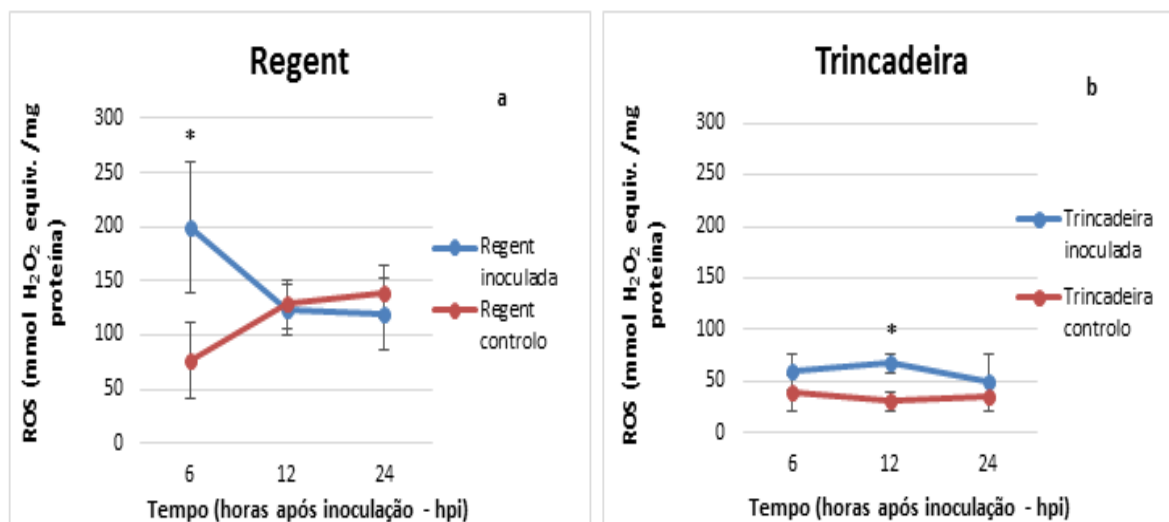 Regent
a
ROS (mmol H₂O₂ equiv. /mg
proteína)
300
250
200
150
100
50
0
*
6
12
24
Tempo (horas após inoculação - hpi)
Regent
inoculada
Regent
controlo
Trincadeira
b
ROS (mmol H₂O₂ equiv. /mg
proteína)
300
250
200
150
100
50
0
*
6
12
24
Tempo (horas após inoculação - hpi)
Trincadeira
inoculada
Trincadeira
controlo